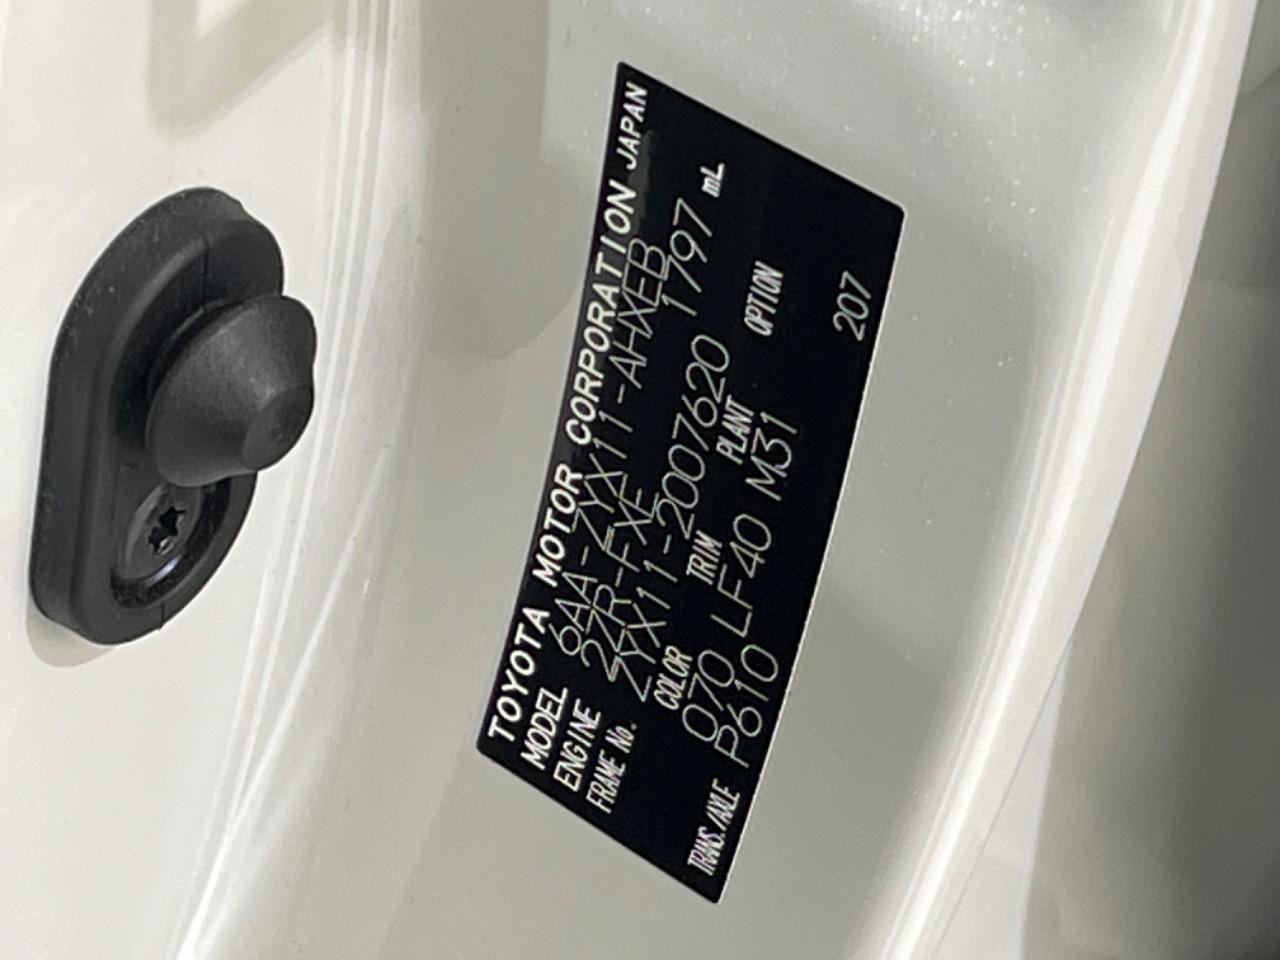 TOYOTA MOTOR CORPORATION JAPAN
MODEL 6AA-ZYX11-AHXEB
ENGINE 2ZR-FXE 1797 mL
FRAME No. ZYX11-2007620
COLOR TRIM PLANT OPTION
070 LF40 M31
TRANS./AXLE P610
207